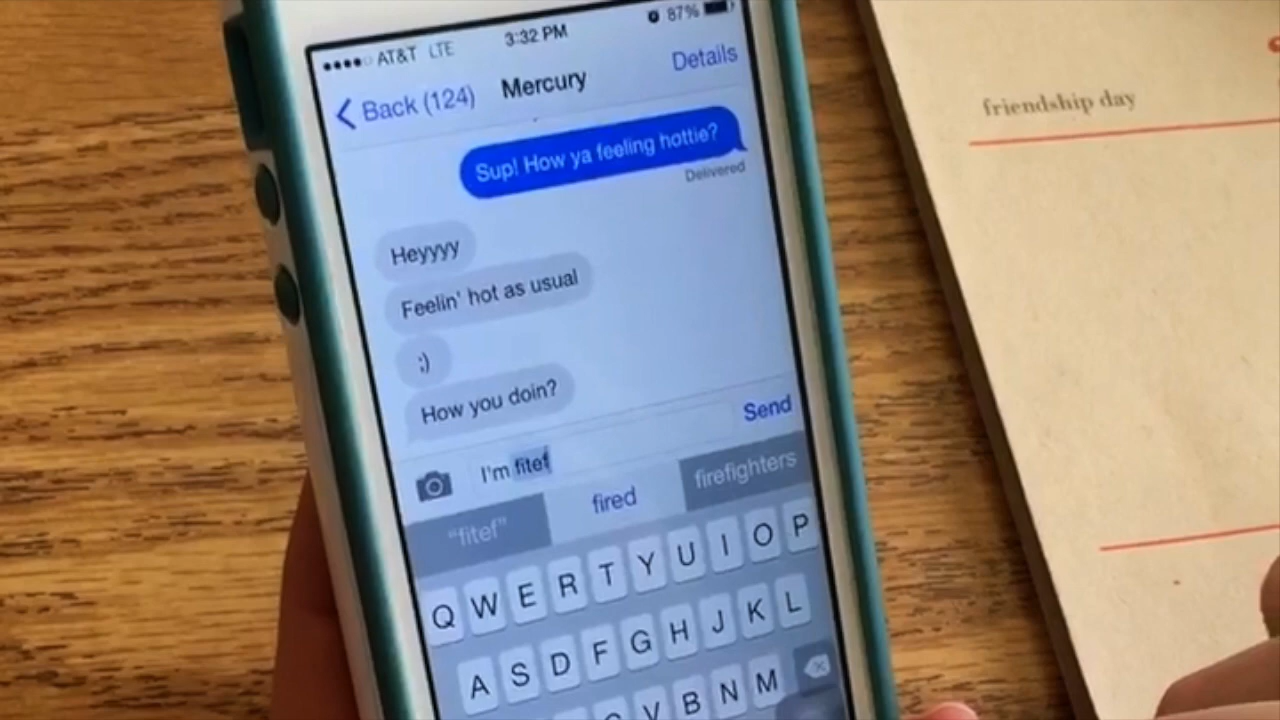 AT&T LTE 3:32 PM 87%
Back (124) Mercury Details
Sup! How ya feeling hottie?
Delivered
Heyyyy
Feelin' hot as usual
;)
How you doin?
I'm fitef
Send
"fitef" fired firefighters
Q W E R T Y U I O P
A S D F G H J K L
V B N M
friendship day